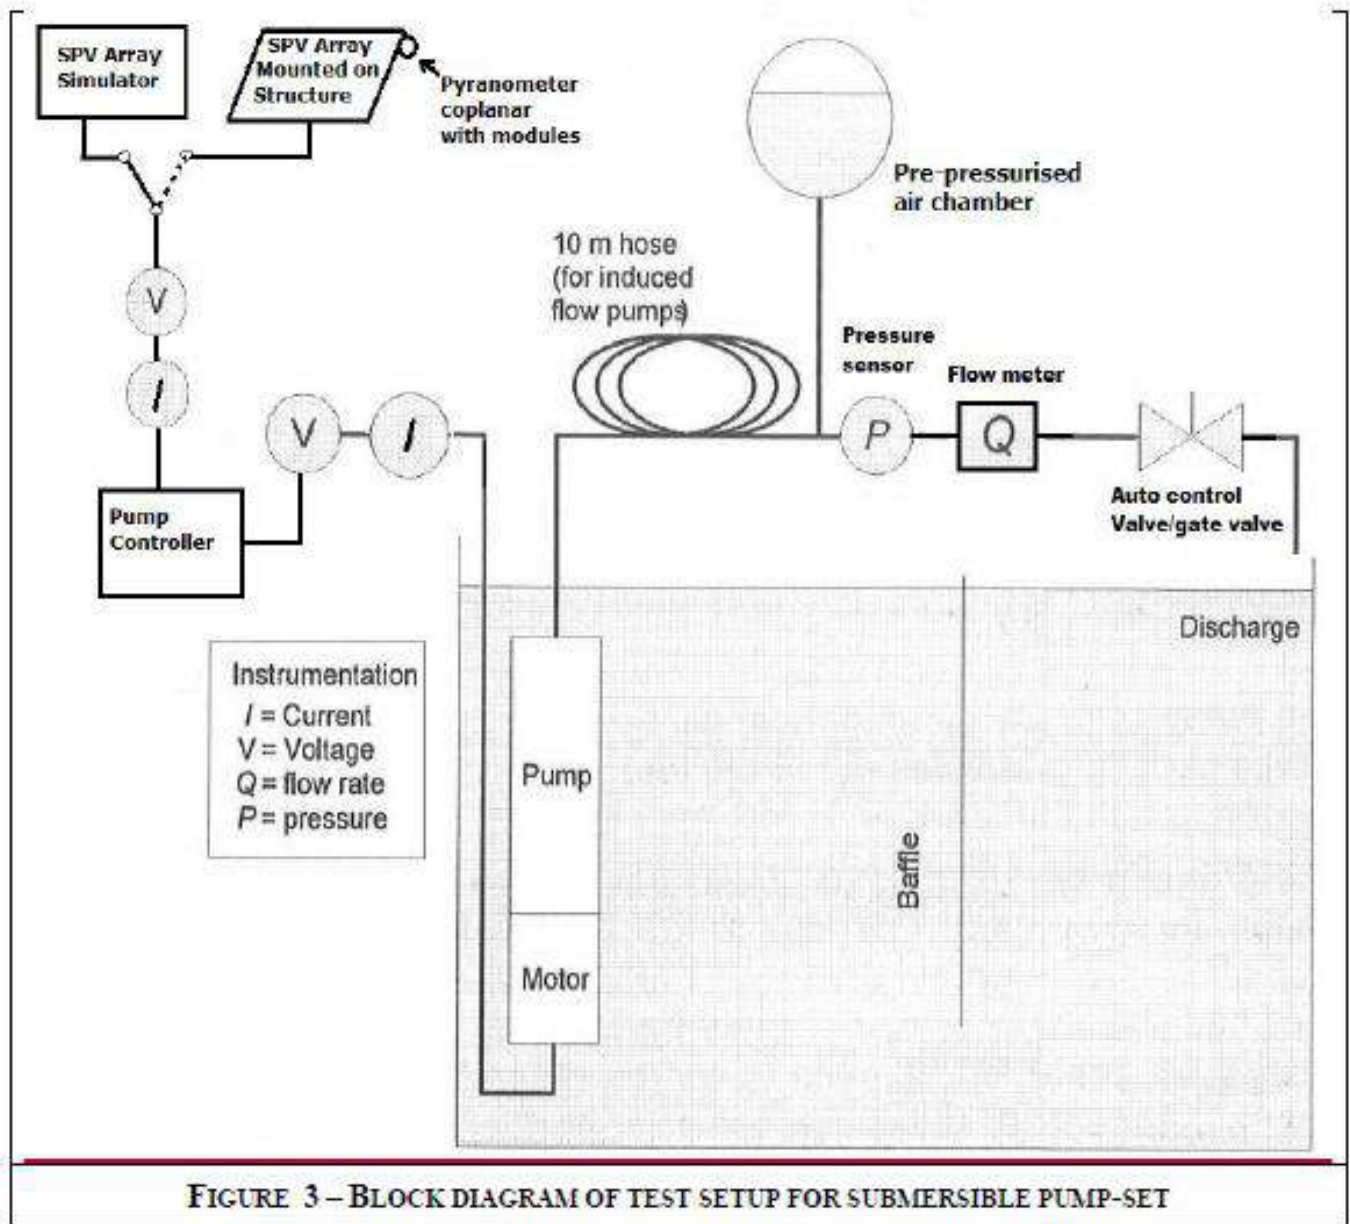 SPV Array
Simulator
SPV Array
Mounted on
Structure
Pyranometer
coplanar
with modules
Pre-pressurised
air chamber
10 m hose
(for induced
flow pumps)
Pressure
sensor
Flow meter
V
I
V
I
P
Q
Auto control
Valve/gate valve
Pump
Controller
Discharge
Instrumentation
I = Current
V = Voltage
Q = flow rate
P = pressure
Pump
Baffle
Motor
FIGURE 3 – BLOCK DIAGRAM OF TEST SETUP FOR SUBMERSIBLE PUMP-SET